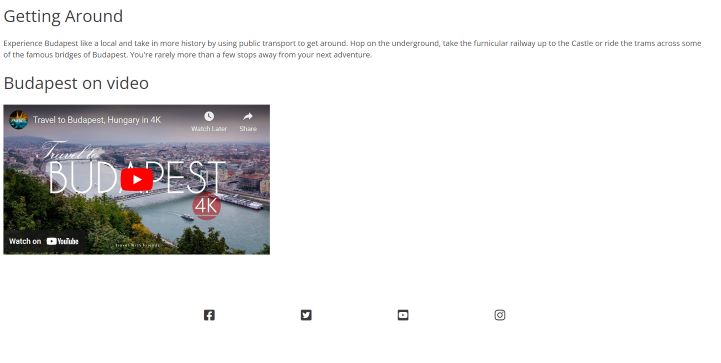 Getting Around
Experience Budapest like a local and take in more history by using public transport to get around. Hop on the underground, take the furnicular railway up to the Castle or ride the trams across some
of the famous bridges of Budapest. You're rarely more than a few stops away from your next adventure.
Budapest on video
Travel to Budapest, Hungary in 4K
Watch Later
Share
Travel to
BUDAPEST
4K
Watch on YouTube
Travel With Friends